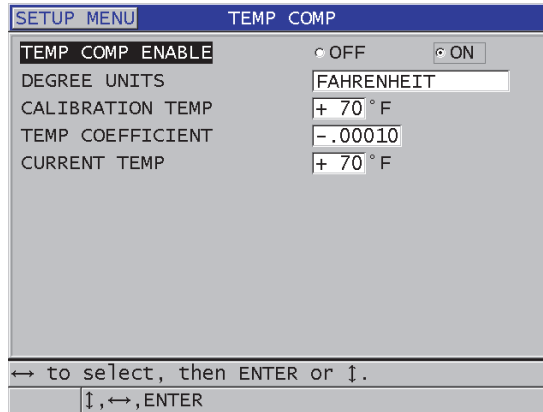 SETUP MENU TEMP COMP
TEMP COMP ENABLE OFF ON
DEGREE UNITS FAHRENHEIT
CALIBRATION TEMP + 70°F
TEMP COEFFICIENT -.00010
CURRENT TEMP + 70°F
↔ to select, then ENTER or ↕.
↕,↔,ENTER